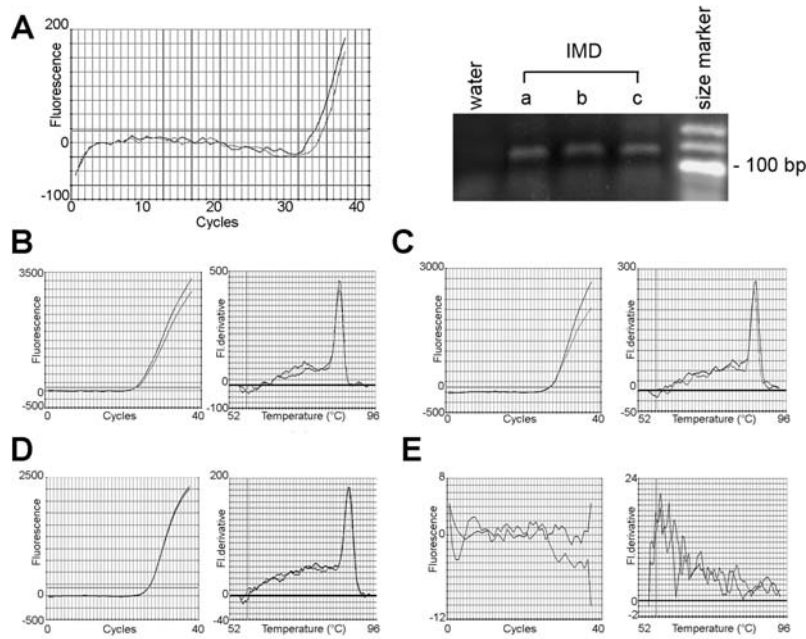 A
200
Fluorescence
0
-100
0
10
20
30
40
Cycles
water
IMD
a b c
size marker
- 100 bp
B
3500
Fluorescence
0
-500
0
40
Cycles
500
Fl.derivative
0
-100
52
Temperature (°C)
96
C
3000
Fluorescence
0
-500
0
40
Cycles
300
Fl.derivative
0
-50
52
Temperature (°C)
96
D
2500
Fluorescence
0
-500
0
40
Cycles
200
Fl.derivative
0
-40
52
Temperature (°C)
96
E
8
Fluorescence
0
-12
0
40
Cycles
24
Fl.derivative
0
-2
52
Temperature (°C)
96